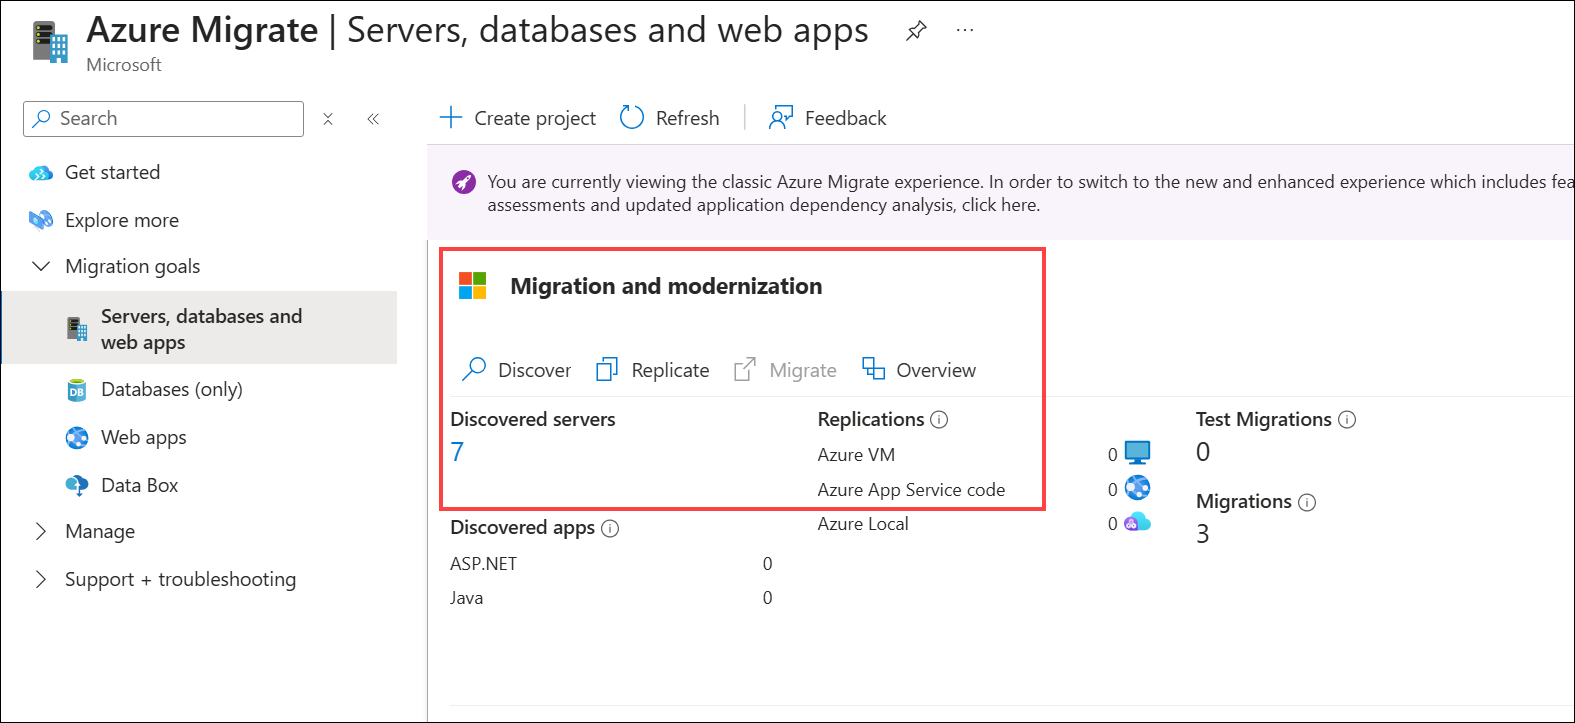 Azure Migrate | Servers, databases and web apps
Microsoft
Search
Create project
Refresh
Feedback
Get started
Explore more
Migration goals
Servers, databases and
web apps
Databases (only)
Web apps
Data Box
Manage
Support + troubleshooting
You are currently viewing the classic Azure Migrate experience. In order to switch to the new and enhanced experience which includes fea
assessments and updated application dependency analysis, click here.
Migration and modernization
Discover
Replicate
Migrate
Overview
Discovered servers
7
Discovered apps
ASP.NET 0
Java 0
Replications
Azure VM 0
Azure App Service code 0
Azure Local 0
Test Migrations
0
Migrations
3